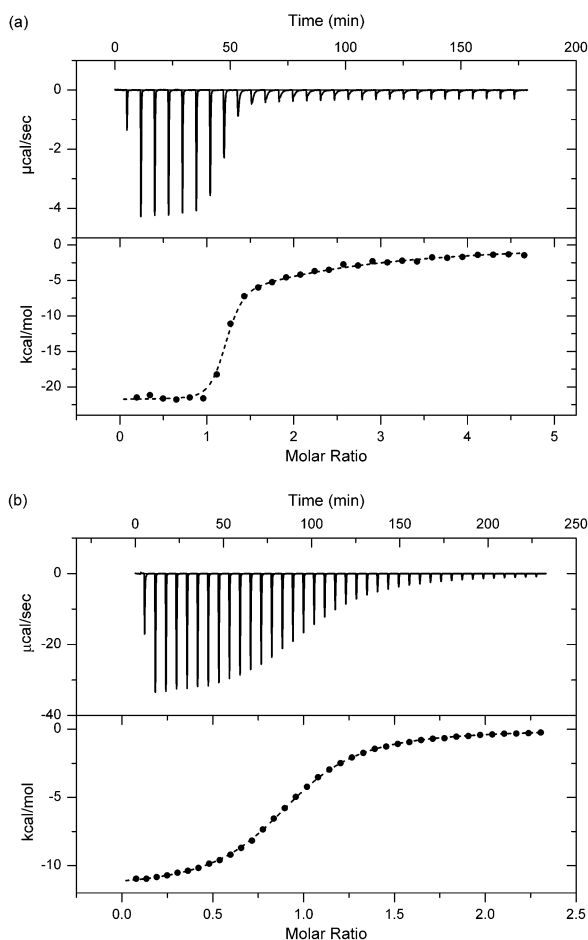 (a)
Time (min)
0 50 100 150 200
0
-2
-4
µcal/sec
0
-5
-10
-15
-20
kcal/mol
0 1 2 3 4 5
Molar Ratio
(b)
Time (min)
0 50 100 150 200 250
0
-20
-40
µcal/sec
0
-5
-10
kcal/mol
0.0 0.5 1.0 1.5 2.0 2.5
Molar Ratio